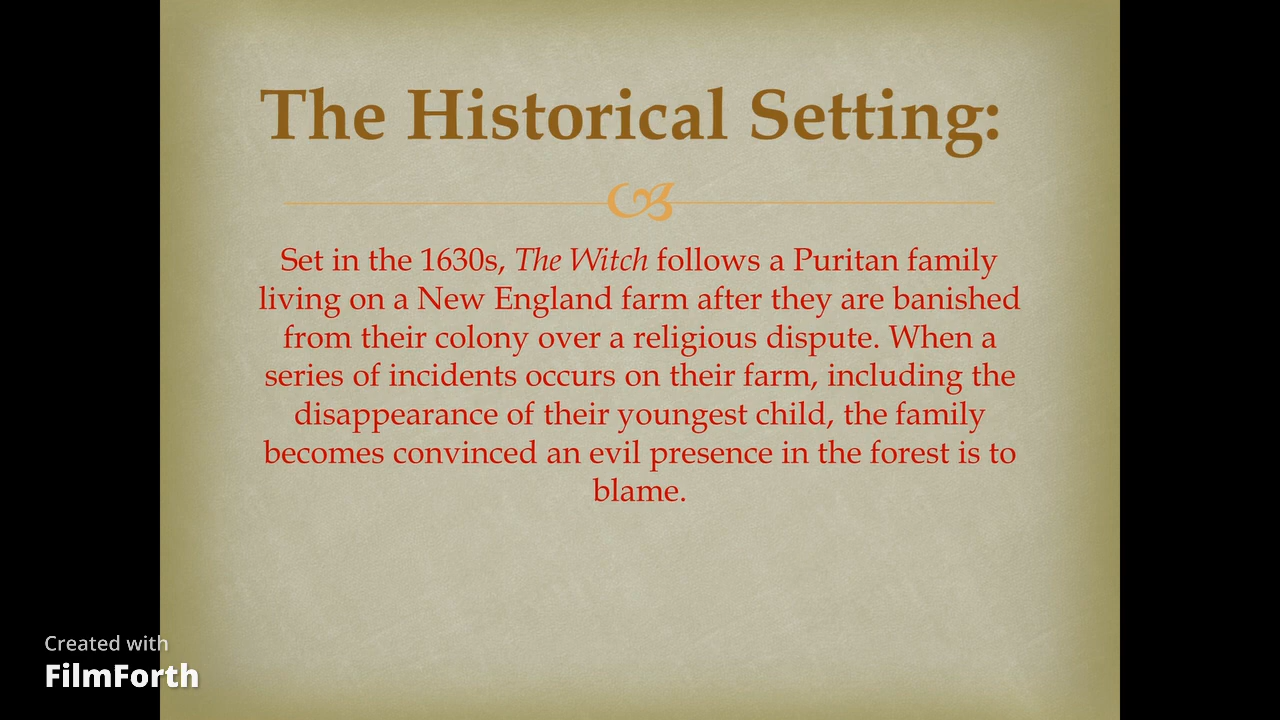 The Historical Setting:
Set in the 1630s, The Witch follows a Puritan family
living on a New England farm after they are banished
from their colony over a religious dispute. When a
series of incidents occurs on their farm, including the
disappearance of their youngest child, the family
becomes convinced an evil presence in the forest is to
blame.
Created with
FilmForth